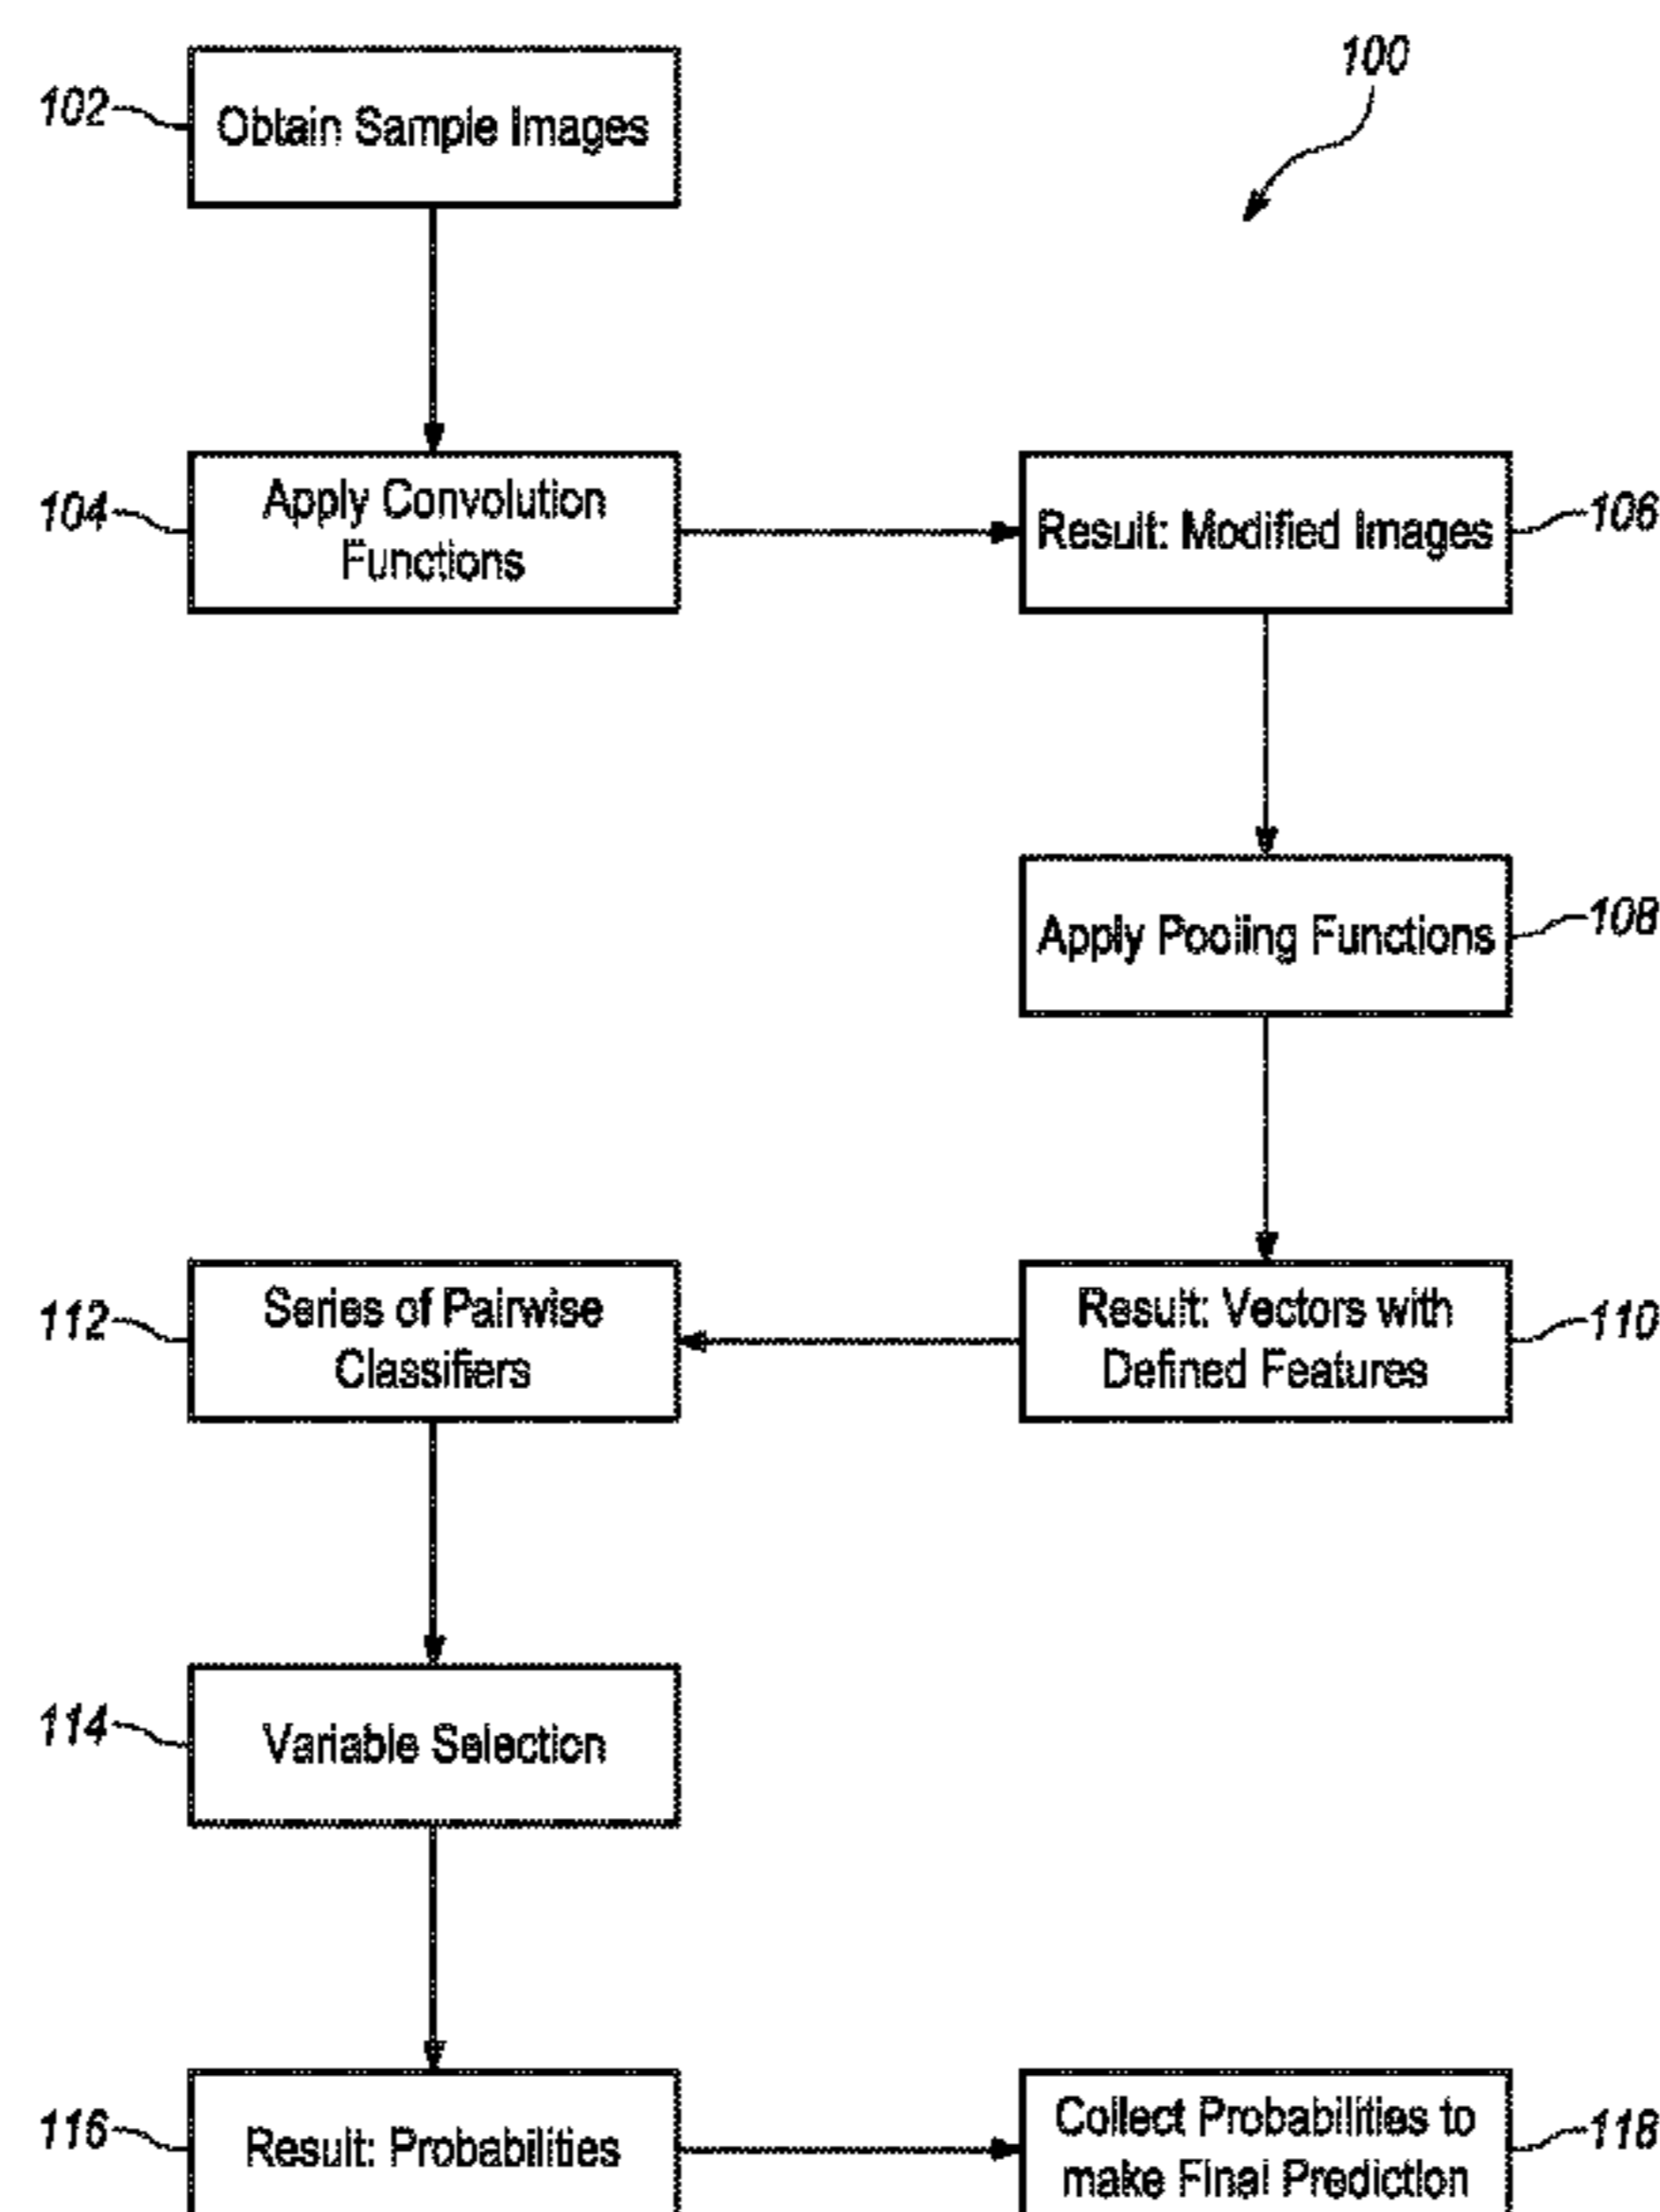 100
102
Obtain Sample Images
104
Apply Convolution
Functions
Result: Modified Images
106
Apply Pooling Functions
108
112
Series of Pairwise
Classifiers
Result: Vectors with
Defined Features
110
114
Variable Selection
116
Result: Probabilities
Collect Probabilities to
make Final Prediction
118